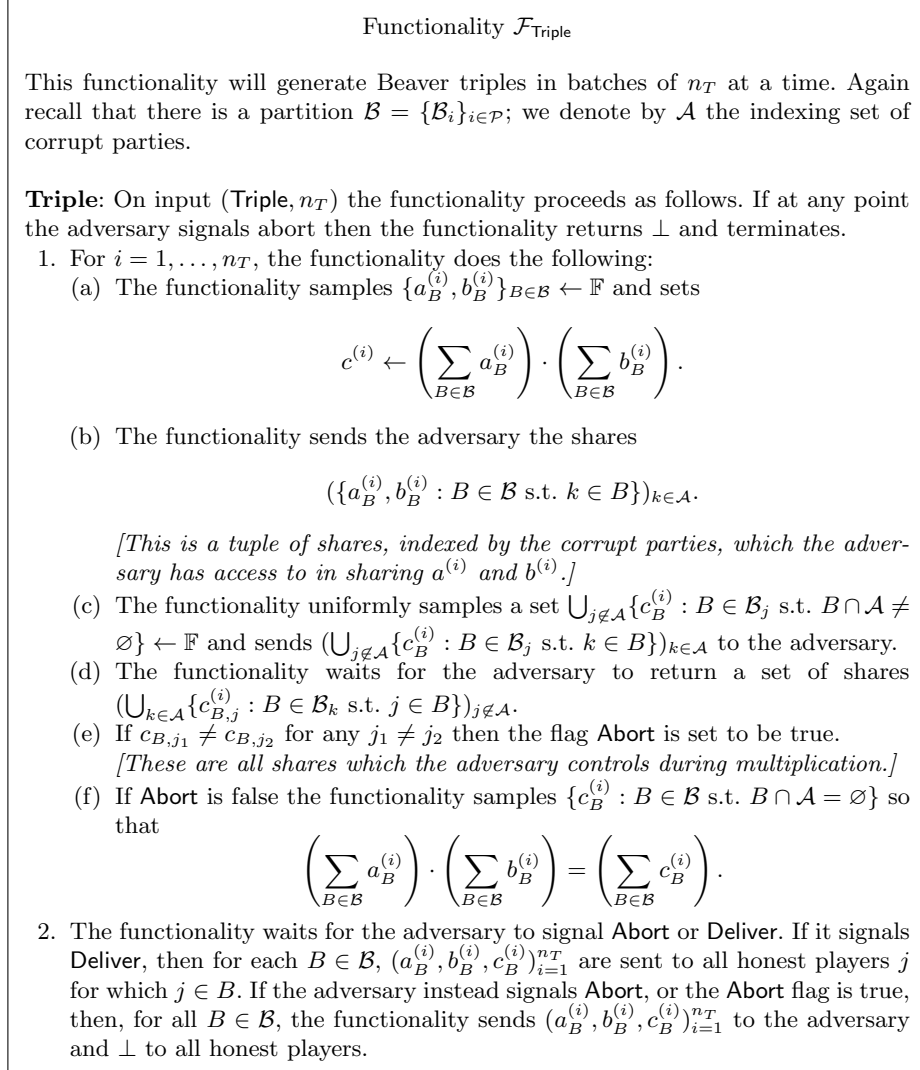 Functionality $\mathcal{F}_{\mathsf{Triple}}$
This functionality will generate Beaver triples in batches of $n_T$ at a time. Again
recall that there is a partition $\mathcal{B} = \{\mathcal{B}_i\}_{i \in \mathcal{P}}$; we denote by $\mathcal{A}$ the indexing set of
corrupt parties.
**Triple**: On input $(\mathsf{Triple}, n_T)$ the functionality proceeds as follows. If at any point
the adversary signals abort then the functionality returns $\perp$ and terminates.
1. For $i = 1, \ldots, n_T$, the functionality does the following:
(a) The functionality samples $\{a_B^{(i)}, b_B^{(i)}\}_{B \in \mathcal{B}} \leftarrow \mathbb{F}$ and sets
$c^{(i)} \leftarrow \left( \sum_{B \in \mathcal{B}} a_B^{(i)} \right) \cdot \left( \sum_{B \in \mathcal{B}} b_B^{(i)} \right).$
(b) The functionality sends the adversary the shares
$(\{a_B^{(i)}, b_B^{(i)} : B \in \mathcal{B} \text{ s.t. } k \in B\})_{k \in \mathcal{A}}.$
[This is a tuple of shares, indexed by the corrupt parties, which the adver-
sary has access to in sharing $a^{(i)}$ and $b^{(i)}$.]
(c) The functionality uniformly samples a set $\bigcup_{j \notin \mathcal{A}} \{c_B^{(i)} : B \in \mathcal{B}_j \text{ s.t. } B \cap \mathcal{A} \neq$
$\varnothing\} \leftarrow \mathbb{F}$ and sends $(\bigcup_{j \notin \mathcal{A}} \{c_B^{(i)} : B \in \mathcal{B}_j \text{ s.t. } k \in B\})_{k \in \mathcal{A}}$ to the adversary.
(d) The functionality waits for the adversary to return a set of shares
$(\bigcup_{k \in \mathcal{A}} \{c_{B,j}^{(i)} : B \in \mathcal{B}_k \text{ s.t. } j \in B\})_{j \notin \mathcal{A}}.$
(e) If $c_{B,j_1} \neq c_{B,j_2}$ for any $j_1 \neq j_2$ then the flag $\mathsf{Abort}$ is set to be true.
[These are all shares which the adversary controls during multiplication.]
(f) If $\mathsf{Abort}$ is false the functionality samples $\{c_B^{(i)} : B \in \mathcal{B} \text{ s.t. } B \cap \mathcal{A} = \varnothing\}$ so
that
$\left( \sum_{B \in \mathcal{B}} a_B^{(i)} \right) \cdot \left( \sum_{B \in \mathcal{B}} b_B^{(i)} \right) = \left( \sum_{B \in \mathcal{B}} c_B^{(i)} \right).$
2. The functionality waits for the adversary to signal $\mathsf{Abort}$ or $\mathsf{Deliver}$. If it signals
$\mathsf{Deliver}$, then for each $B \in \mathcal{B}$, $(a_B^{(i)}, b_B^{(i)}, c_B^{(i)})_{i=1}^{n_T}$ are sent to all honest players $j$
for which $j \in B$. If the adversary instead signals $\mathsf{Abort}$, or the $\mathsf{Abort}$ flag is true,
then, for all $B \in \mathcal{B}$, the functionality sends $(a_B^{(i)}, b_B^{(i)}, c_B^{(i)})_{i=1}^{n_T}$ to the adversary
and $\perp$ to all honest players.